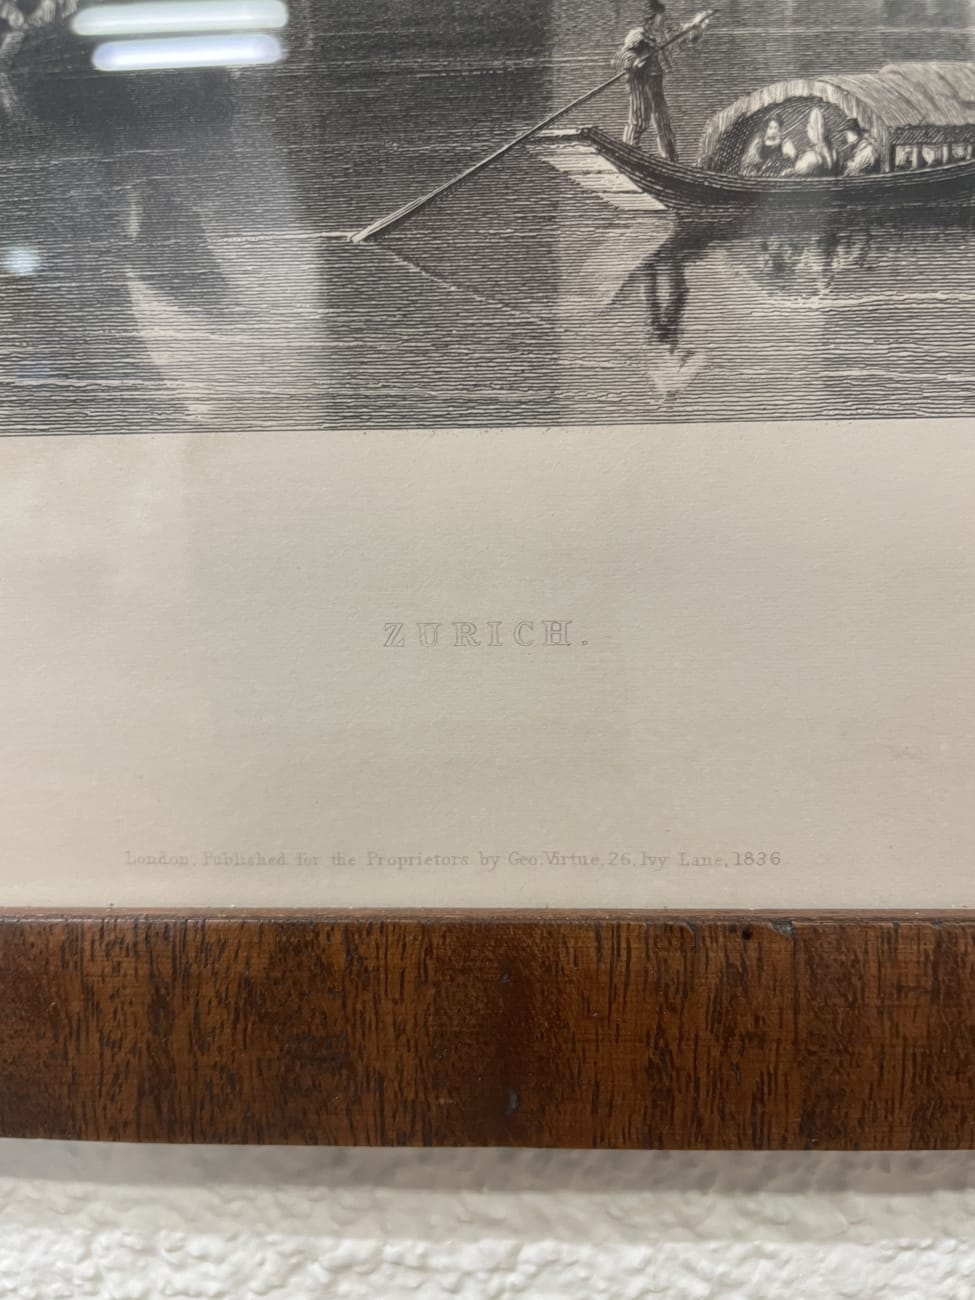 ZURICH.
London, Published for the Proprietors by Geo. Virtue, 26, Ivy Lane, 1836